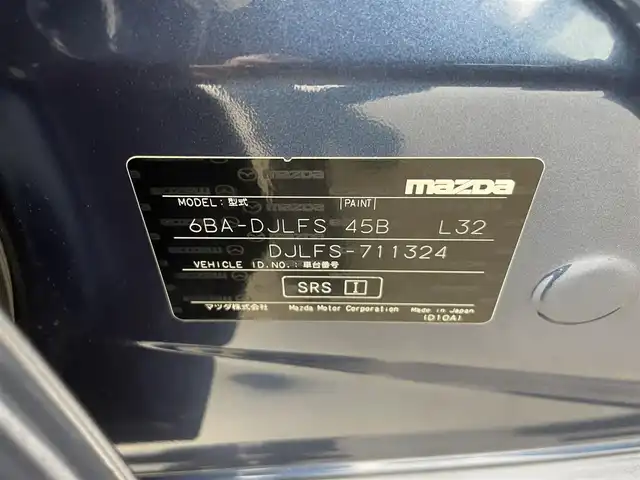 mazda
MODEL: 型式 PAINT
6BA-DJLFS 45B L32
DJLFS-711324
VEHICLE ID.NO.: 車台番号
SRS I
マツダ株式会社 Mazda Motor Corporation Made in Japan
(D10A)